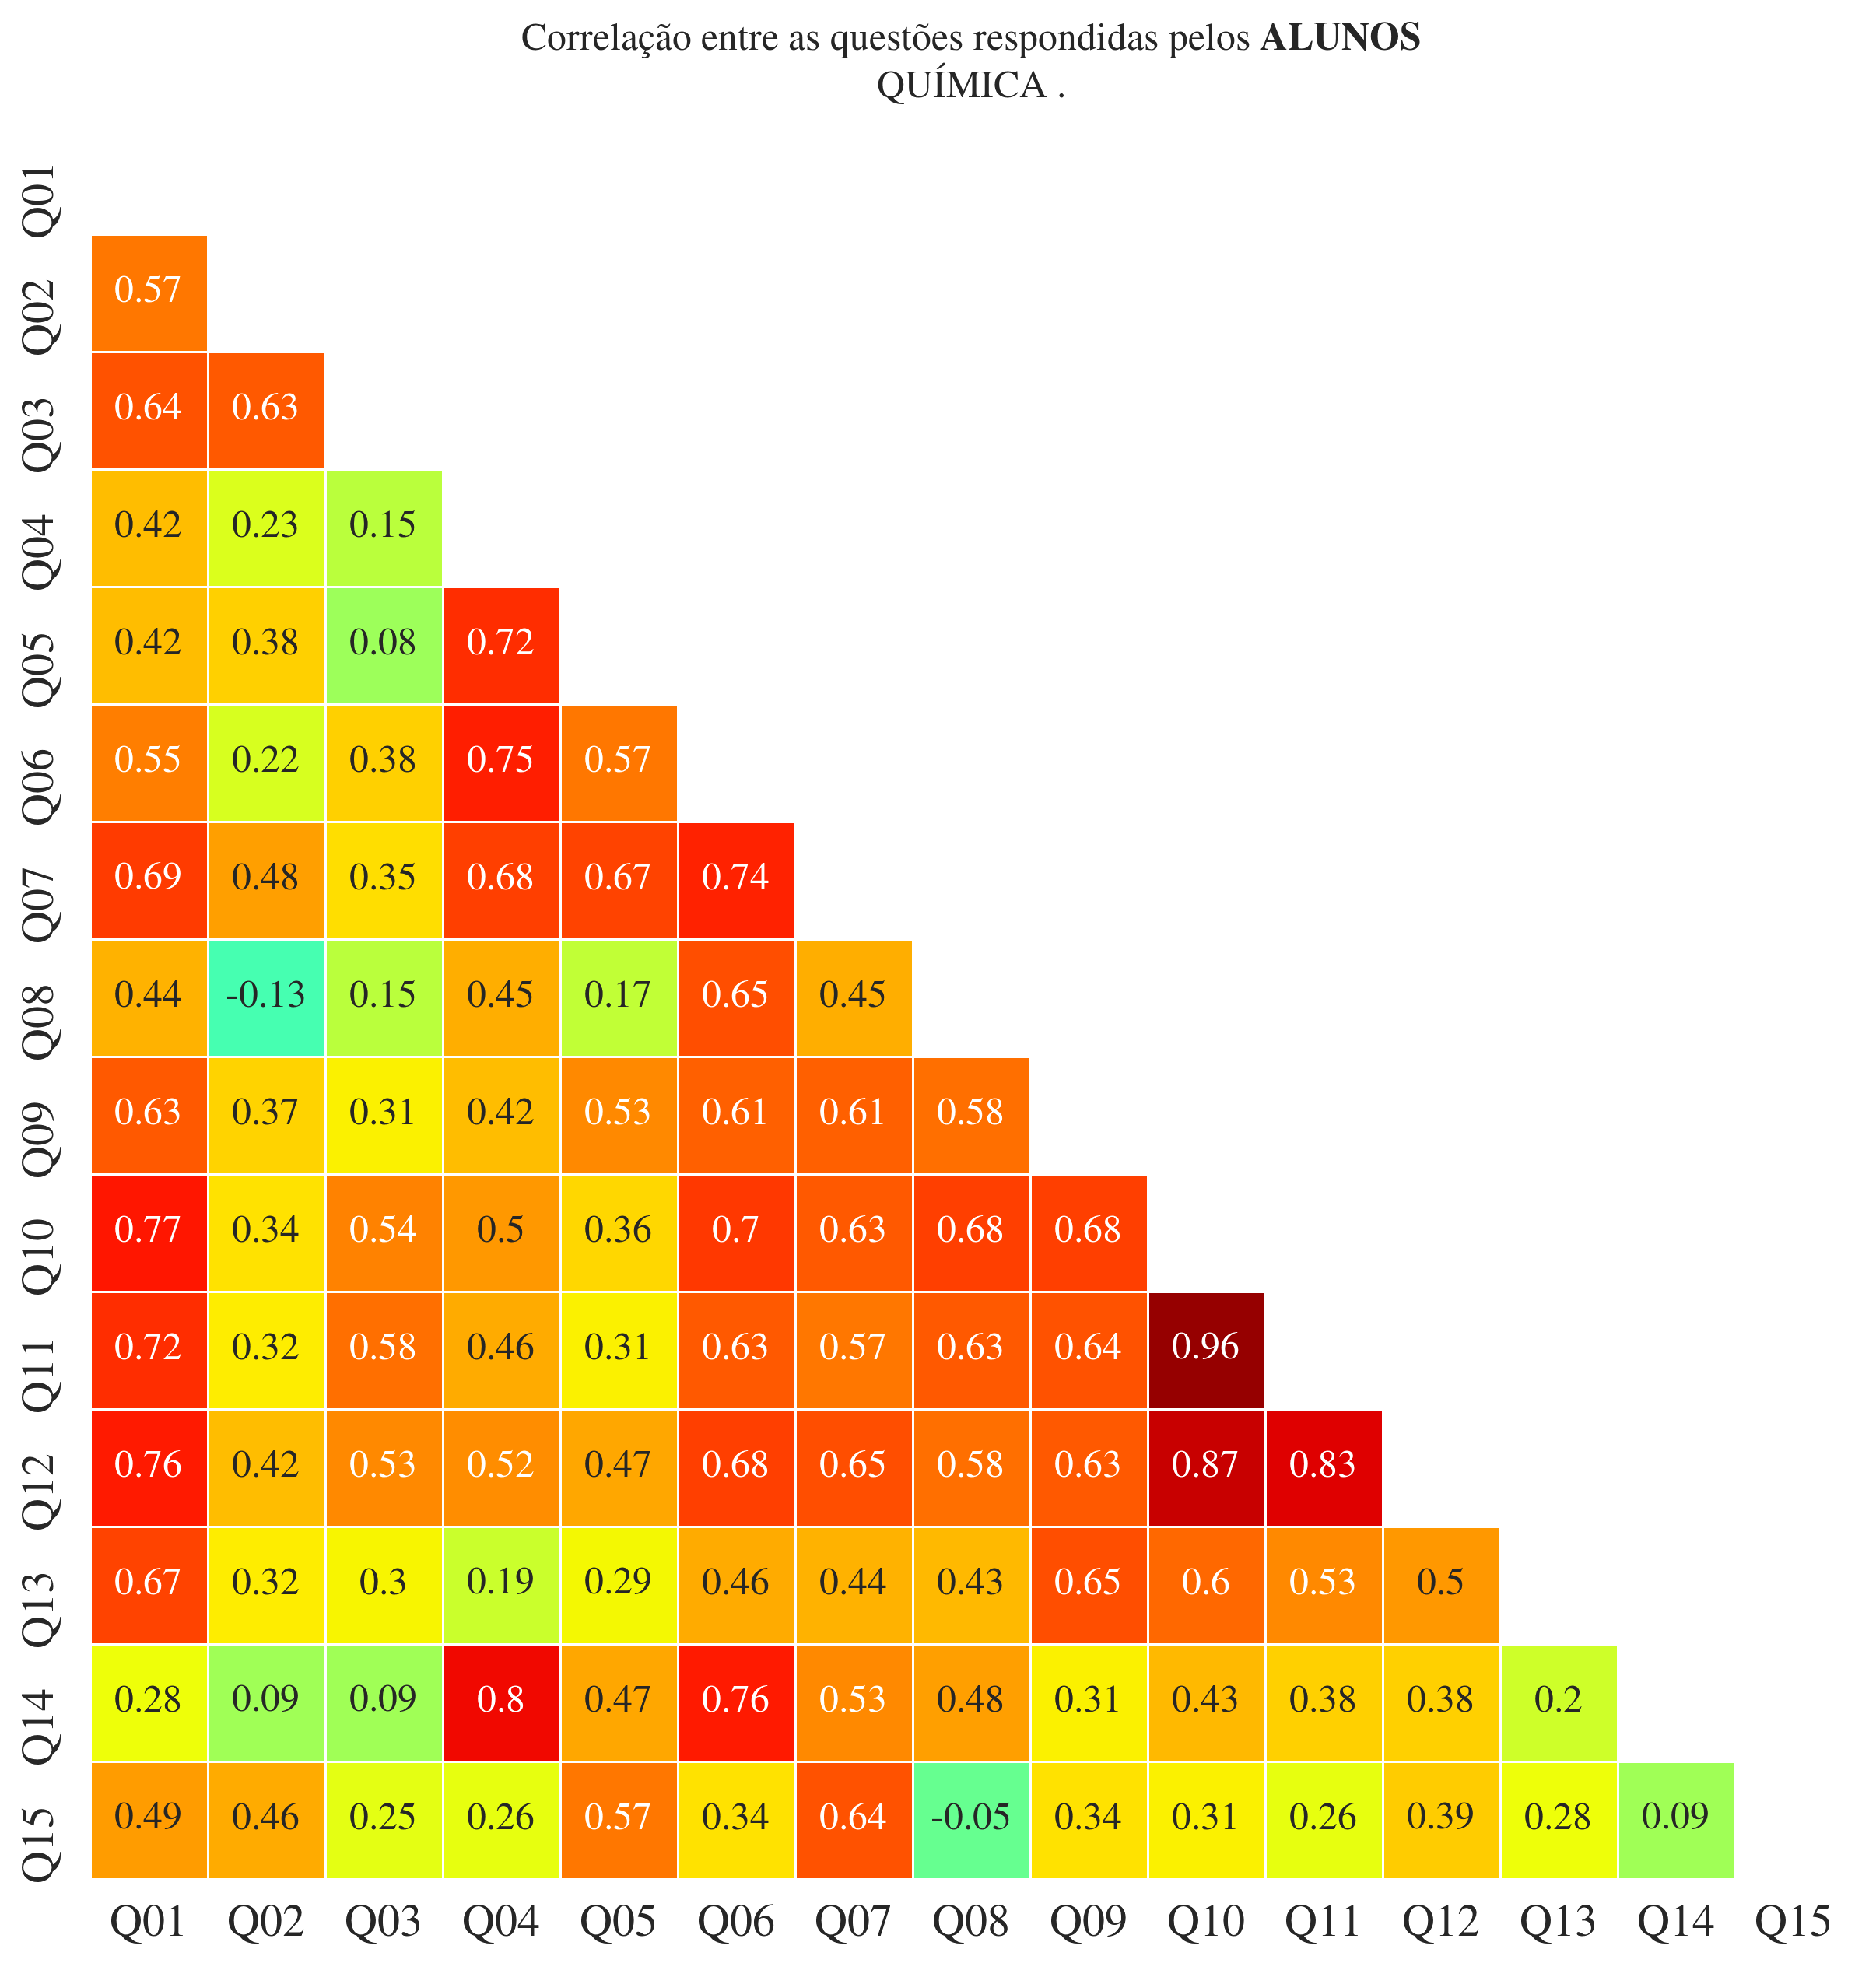 Correlação entre as questões respondidas pelos ALUNOS
QUÍMICA .
Q01
Q02 0.57
Q03 0.64 0.63
Q04 0.42 0.23 0.15
Q05 0.42 0.38 0.08 0.72
Q06 0.55 0.22 0.38 0.75 0.57
Q07 0.69 0.48 0.35 0.68 0.67 0.74
Q08 0.44 -0.13 0.15 0.45 0.17 0.65 0.45
Q09 0.63 0.37 0.31 0.42 0.53 0.61 0.61 0.58
Q10 0.77 0.34 0.54 0.5 0.36 0.7 0.63 0.68 0.68
Q11 0.72 0.32 0.58 0.46 0.31 0.63 0.57 0.63 0.64 0.96
Q12 0.76 0.42 0.53 0.52 0.47 0.68 0.65 0.58 0.63 0.87 0.83
Q13 0.67 0.32 0.3 0.19 0.29 0.46 0.44 0.43 0.65 0.6 0.53 0.5
Q14 0.28 0.09 0.09 0.8 0.47 0.76 0.53 0.48 0.31 0.43 0.38 0.38 0.2
Q15 0.49 0.46 0.25 0.26 0.57 0.34 0.64 -0.05 0.34 0.31 0.26 0.39 0.28 0.09
Q01 Q02 Q03 Q04 Q05 Q06 Q07 Q08 Q09 Q10 Q11 Q12 Q13 Q14 Q15